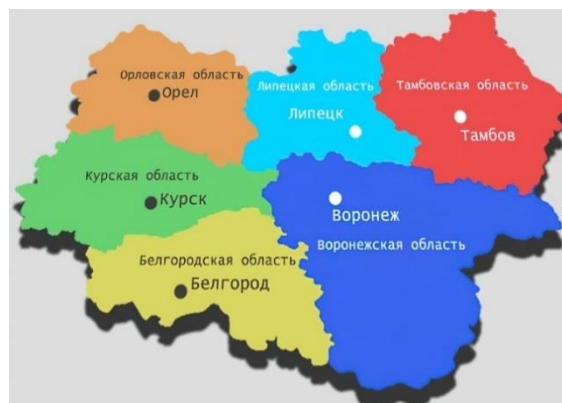 Орловская область
Орел
Липецкая область
Липецк
Тамбовская область
Тамбов
Курская область
Курск
Воронеж
Воронежская область
Белгородская область
Белгород